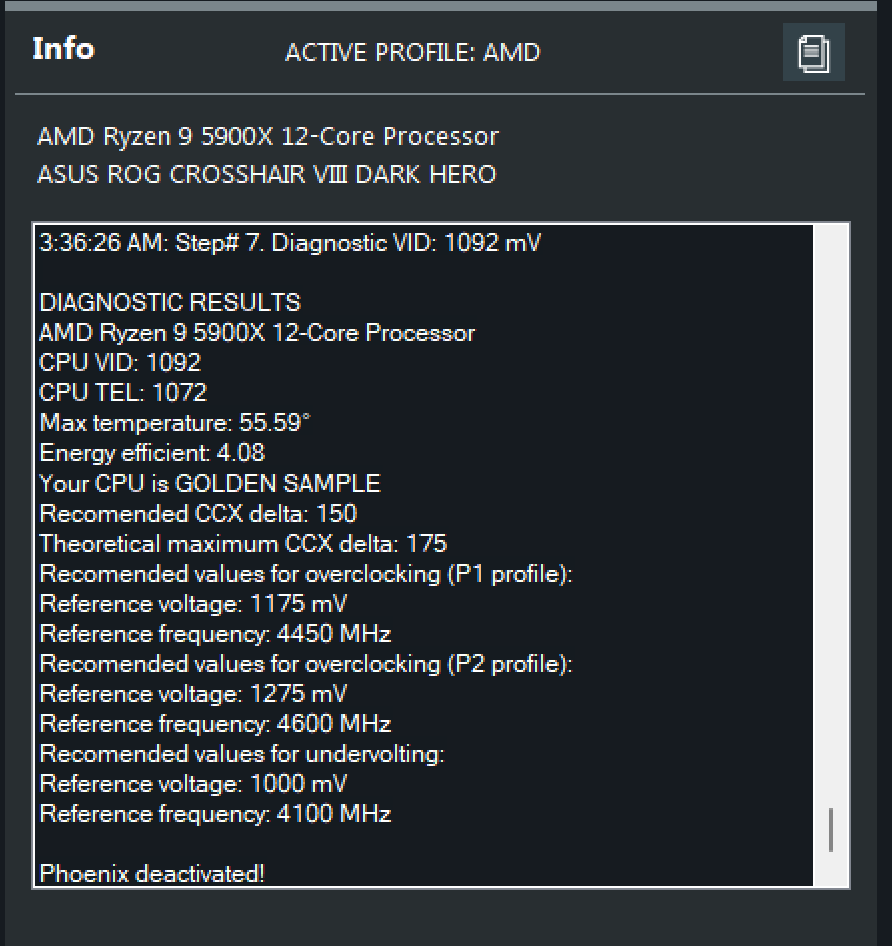 Info
ACTIVE PROFILE: AMD
AMD Ryzen 9 5900X 12-Core Processor
ASUS ROG CROSSHAIR VIII DARK HERO
3:36:26 AM: Step# 7. Diagnostic VID: 1092 mV
DIAGNOSTIC RESULTS
AMD Ryzen 9 5900X 12-Core Processor
CPU VID: 1092
CPU TEL: 1072
Max temperature: 55.59°
Energy efficient: 4.08
Your CPU is GOLDEN SAMPLE
Recomended CCX delta: 150
Theoretical maximum CCX delta: 175
Recomended values for overclocking (P1 profile):
Reference voltage: 1175 mV
Reference frequency: 4450 MHz
Recomended values for overclocking (P2 profile):
Reference voltage: 1275 mV
Reference frequency: 4600 MHz
Recomended values for undervolting:
Reference voltage: 1000 mV
Reference frequency: 4100 MHz
Phoenix deactivated!